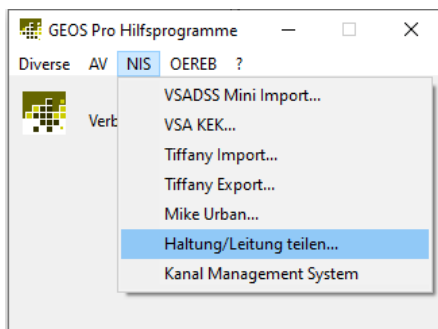 GEOS Pro Hilfsprogramme
Diverse AV NIS OEREB ?
VSADSS Mini Import...
Verb
VSA KEK...
Tiffany Import...
Tiffany Export...
Mike Urban...
Haltung/Leitung teilen...
Kanal Management System